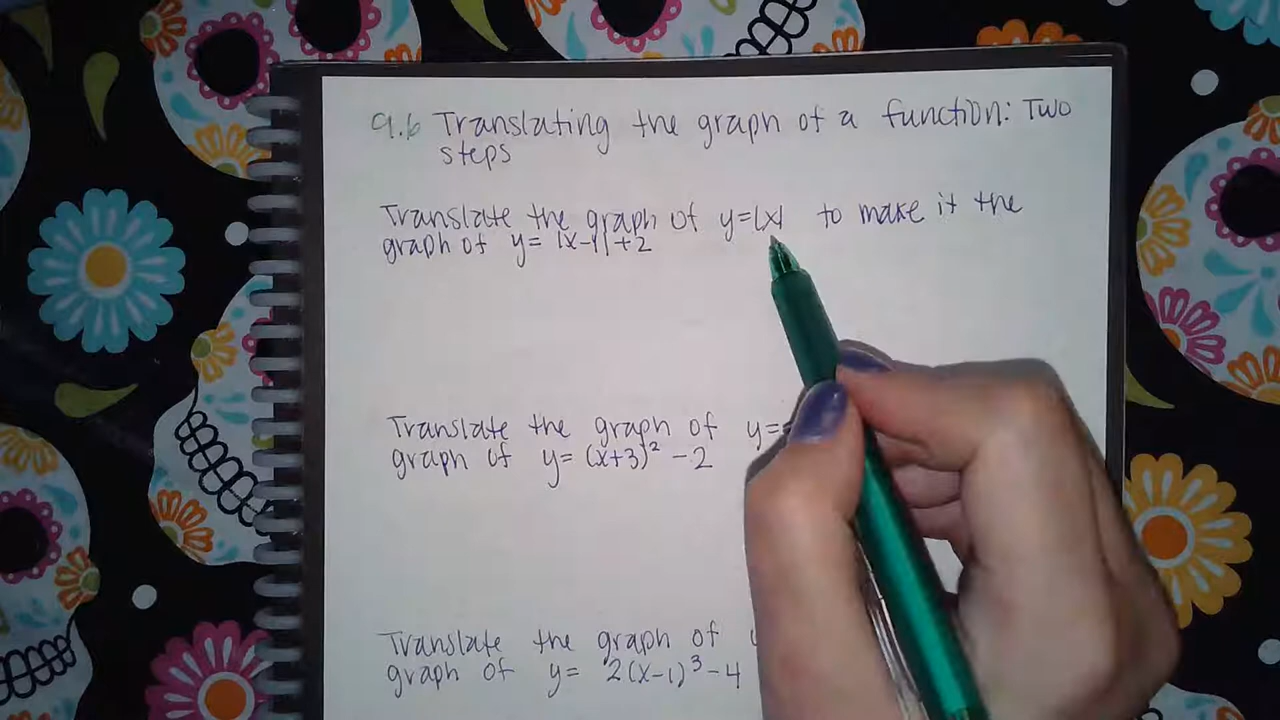 9.6 Translating the graph of a function: Two
steps
Translate the graph of y=|x| to make it the
graph of y= |x-1|+2
Translate the graph of y=
graph of y= (x+3)² -2
Translate the graph of
graph of y= 2(x-1)³-4